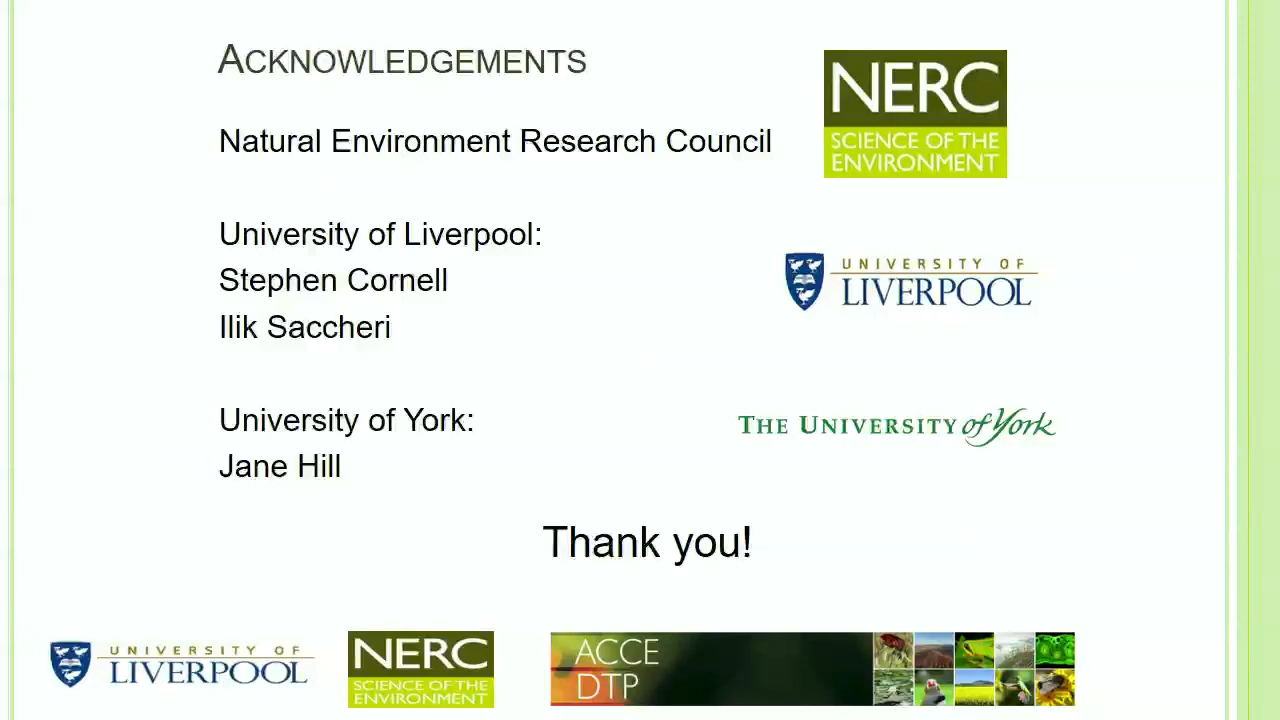 ACKNOWLEDGEMENTS
NERC
SCIENCE OF THE
ENVIRONMENT
Natural Environment Research Council
University of Liverpool:
Stephen Cornell
Ilik Saccheri
UNIVERSITY OF
LIVERPOOL
University of York:
Jane Hill
THE UNIVERSITY of York
Thank you!
UNIVERSITY OF
LIVERPOOL
NERC
SCIENCE OF THE
ENVIRONMENT
ACCE
DTP